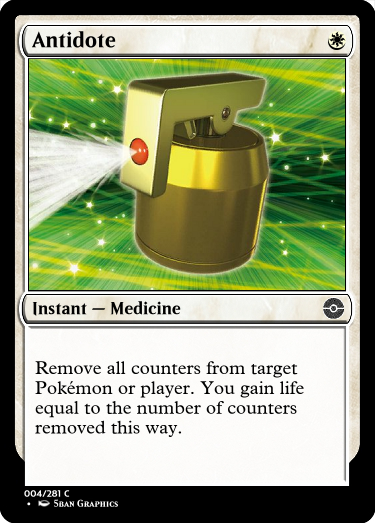 Antidote
Instant — Medicine
Remove all counters from target
Pokémon or player. You gain life
equal to the number of counters
removed this way.
004/281 C
• Sban Graphics